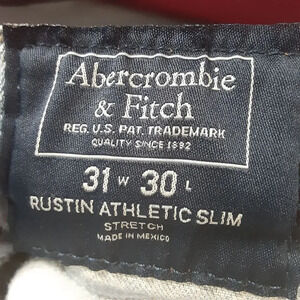 Abercrombie
& Fitch
REG. U.S. PAT. TRADEMARK
QUALITY SINCE 1892
31 W 30 L
RUSTIN ATHLETIC SLIM
STRETCH
MADE IN MEXICO